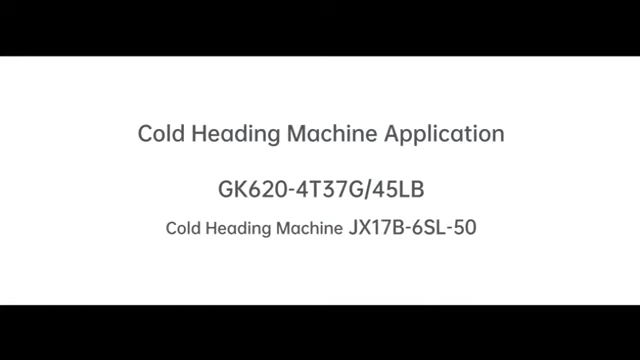 Cold Heading Machine Application
GK620-4T37G/45LB
Cold Heading Machine JX17B-6SL-50